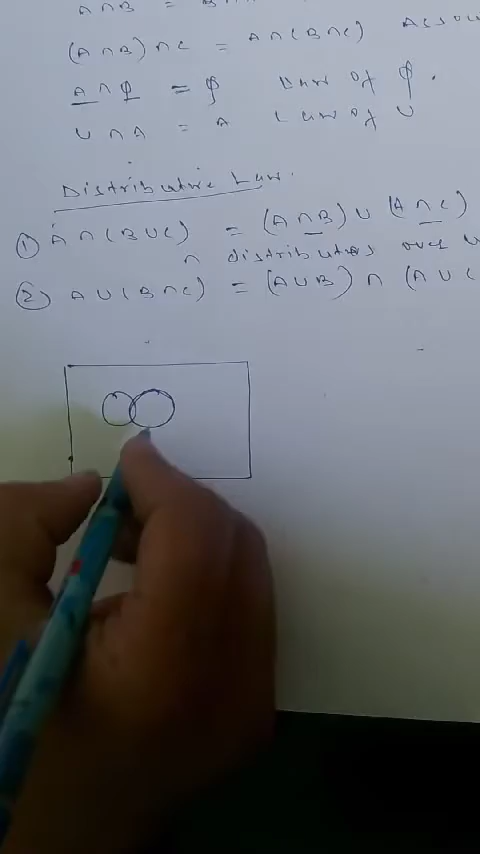 A ∩ B =
(A ∩ B) ∩ C = A ∩ (B ∩ C)
A ∩ φ = φ Law of φ.
U ∩ A = A Law of U
Distributive Law.
① A ∩ (B ∪ C) = (A ∩ B) ∪ (A ∩ C)
∩ distributes over
② A ∪ (B ∩ C) = (A ∪ B) ∩ (A ∪ C